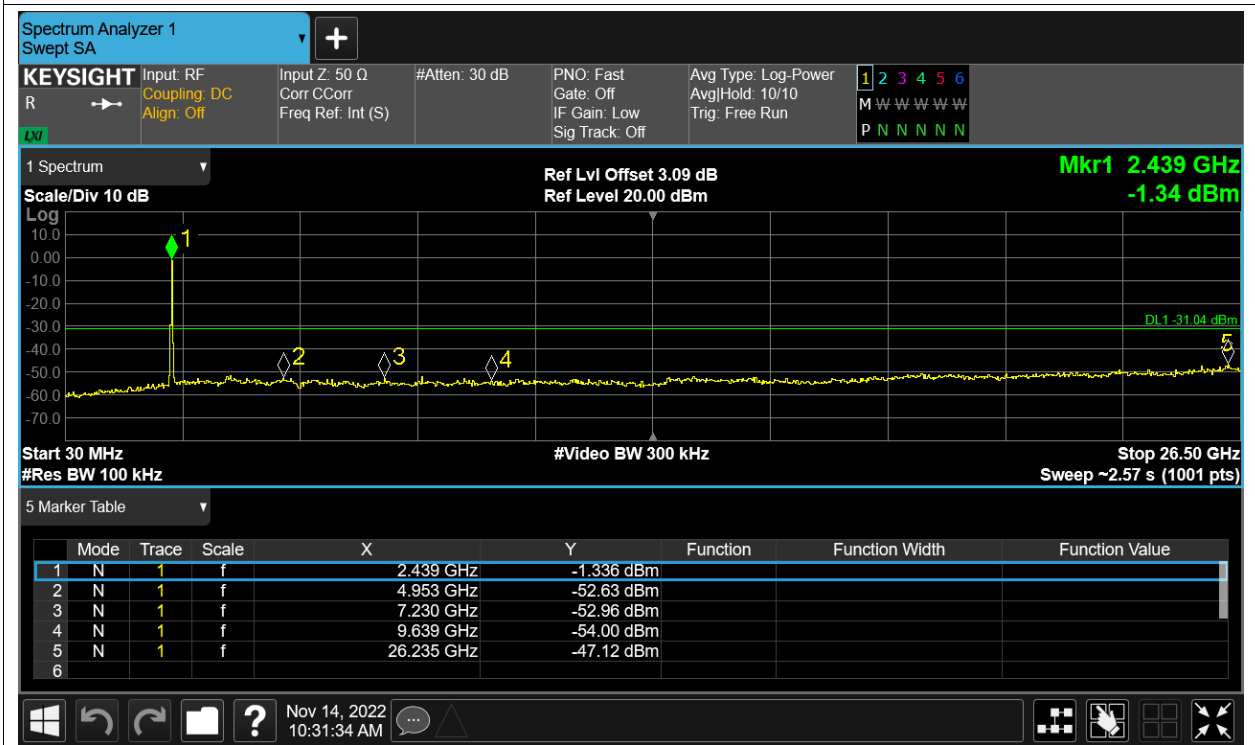 Spectrum Analyzer 1
Swept SA
KEYSIGHT Input: RF Input Z: 50 Ω #Atten: 30 dB PNO: Fast Avg Type: Log-Power 1 2 3 4 5 6
R Coupling: DC Corr CCorr Gate: Off Avg|Hold: 10/10 M W W W W W
Align: Off Freq Ref: Int (S) IF Gain: Low Trig: Free Run
LXI Sig Track: Off P N N N N N
1 Spectrum Ref Lvl Offset 3.09 dB Mkr1 2.439 GHz
Scale/Div 10 dB Ref Level 20.00 dBm -1.34 dBm
Log
10.0
1
0.00
-10.0
-20.0
-30.0 DL1 -31.04 dBm
-40.0
2 3 4 5
-50.0
-60.0
-70.0
Start 30 MHz #Video BW 300 kHz Stop 26.50 GHz
#Res BW 100 kHz Sweep ~2.57 s (1001 pts)
5 Marker Table
Mode Trace Scale X Y Function Function Width Function Value
1 N 1 f 2.439 GHz -1.336 dBm
2 N 1 f 4.953 GHz -52.63 dBm
3 N 1 f 7.230 GHz -52.96 dBm
4 N 1 f 9.639 GHz -54.00 dBm
5 N 1 f 26.235 GHz -47.12 dBm
6
? Nov 14, 2022
10:31:34 AM